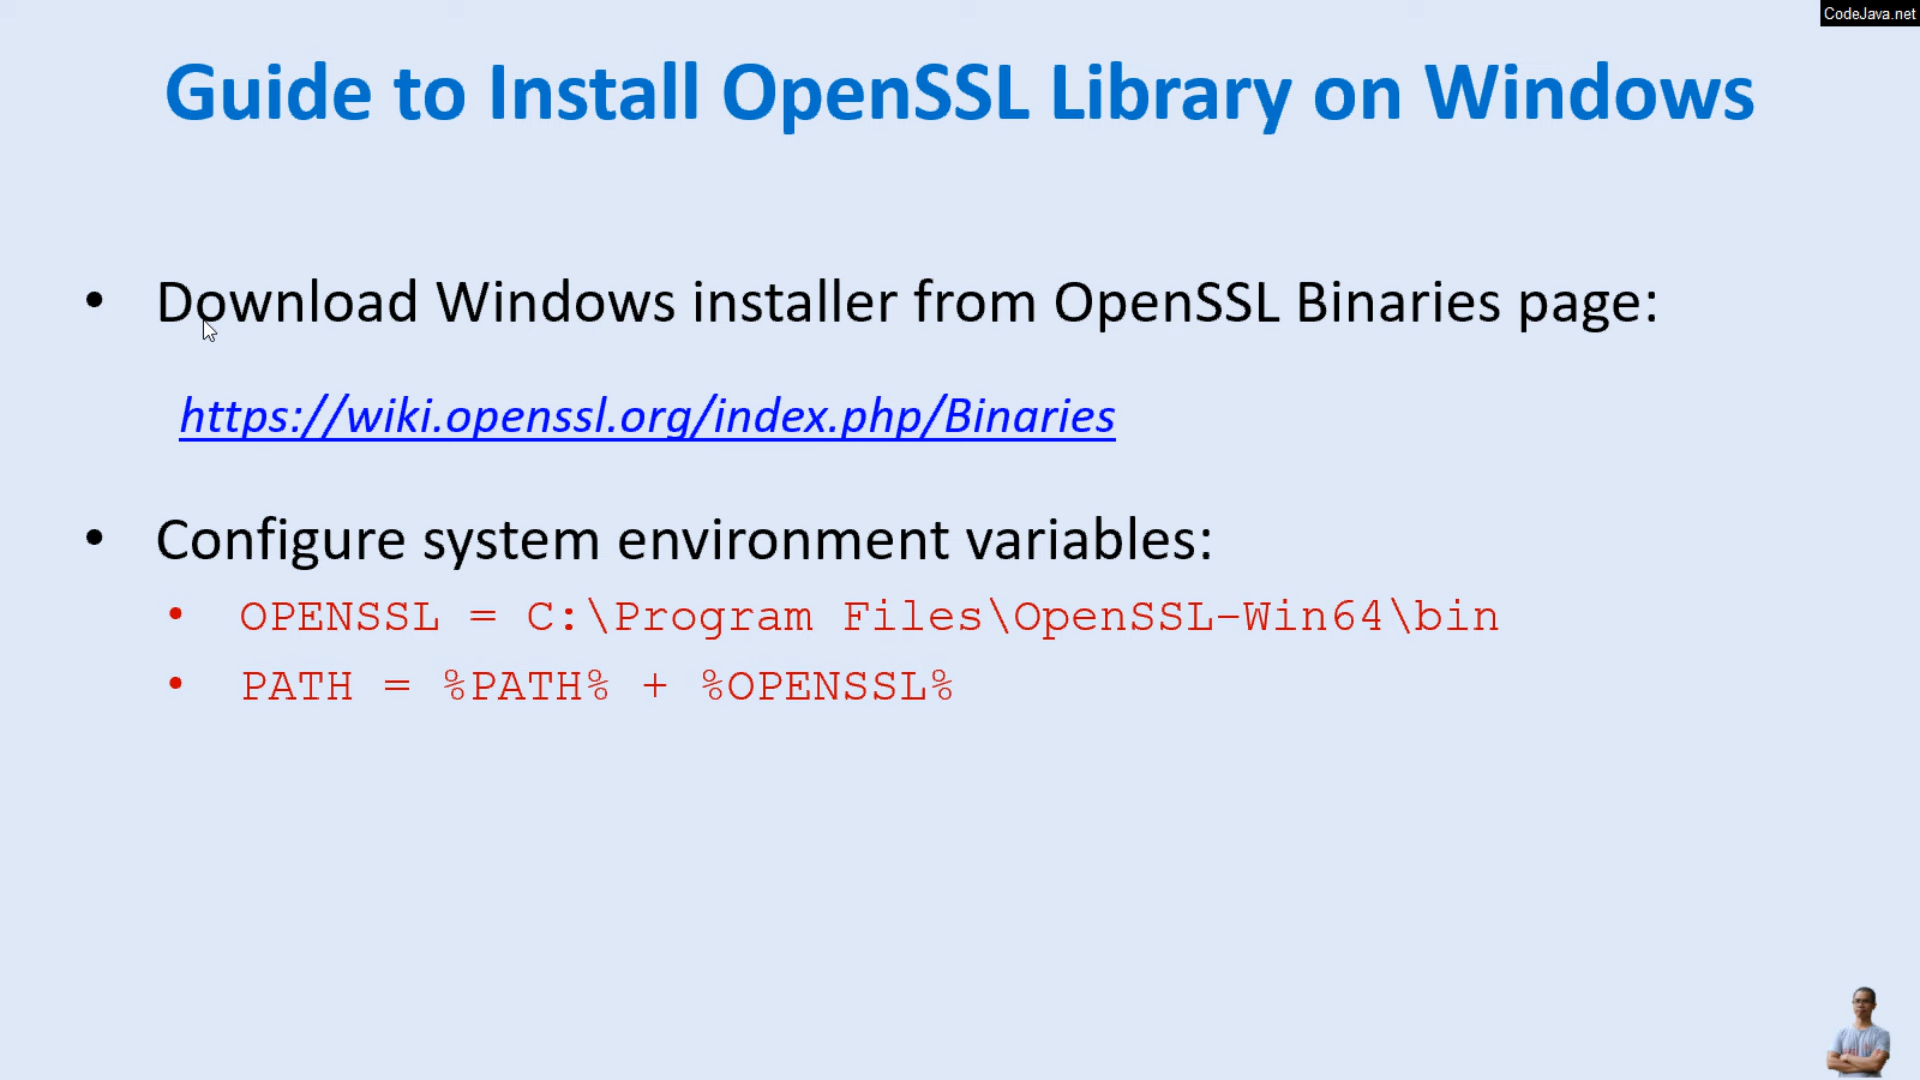 CodeJava.net
Guide to Install OpenSSL Library on Windows
• Download Windows installer from OpenSSL Binaries page:
https://wiki.openssl.org/index.php/Binaries
• Configure system environment variables:
• OPENSSL = C:\Program Files\OpenSSL-Win64\bin
• PATH = %PATH% + %OPENSSL%